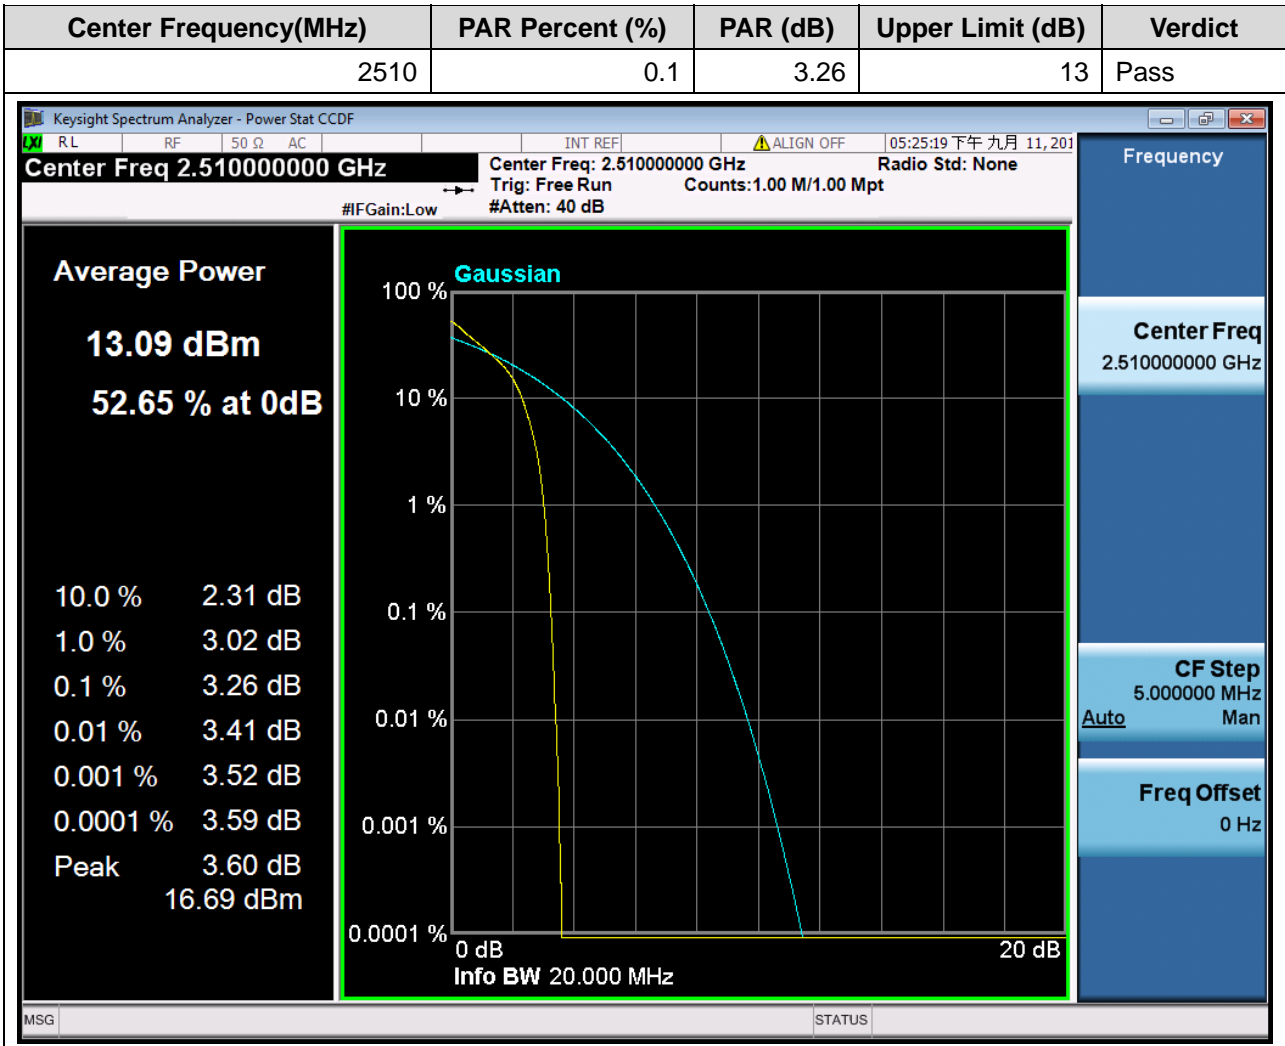 Center Frequency(MHz) PAR Percent (%) PAR (dB) Upper Limit (dB) Verdict
2510 0.1 3.26 13 Pass
Keysight Spectrum Analyzer - Power Stat CCDF
LXI RL RF 50 Ω AC INT REF ALIGN OFF 05:25:19 下午 九月 11, 201
Center Freq 2.510000000 GHz
Center Freq: 2.510000000 GHz Radio Std: None
Trig: Free Run Counts:1.00 M/1.00 Mpt
#IFGain:Low #Atten: 40 dB
Frequency
Average Power
13.09 dBm
52.65 % at 0dB
10.0 % 2.31 dB
1.0 % 3.02 dB
0.1 % 3.26 dB
0.01 % 3.41 dB
0.001 % 3.52 dB
0.0001 % 3.59 dB
Peak 3.60 dB
16.69 dBm
Gaussian
100 %
10 %
1 %
0.1 %
0.01 %
0.001 %
0.0001 %
0 dB 20 dB
Info BW 20.000 MHz
Center Freq
2.510000000 GHz
CF Step
5.000000 MHz
Auto Man
Freq Offset
0 Hz
MSG STATUS